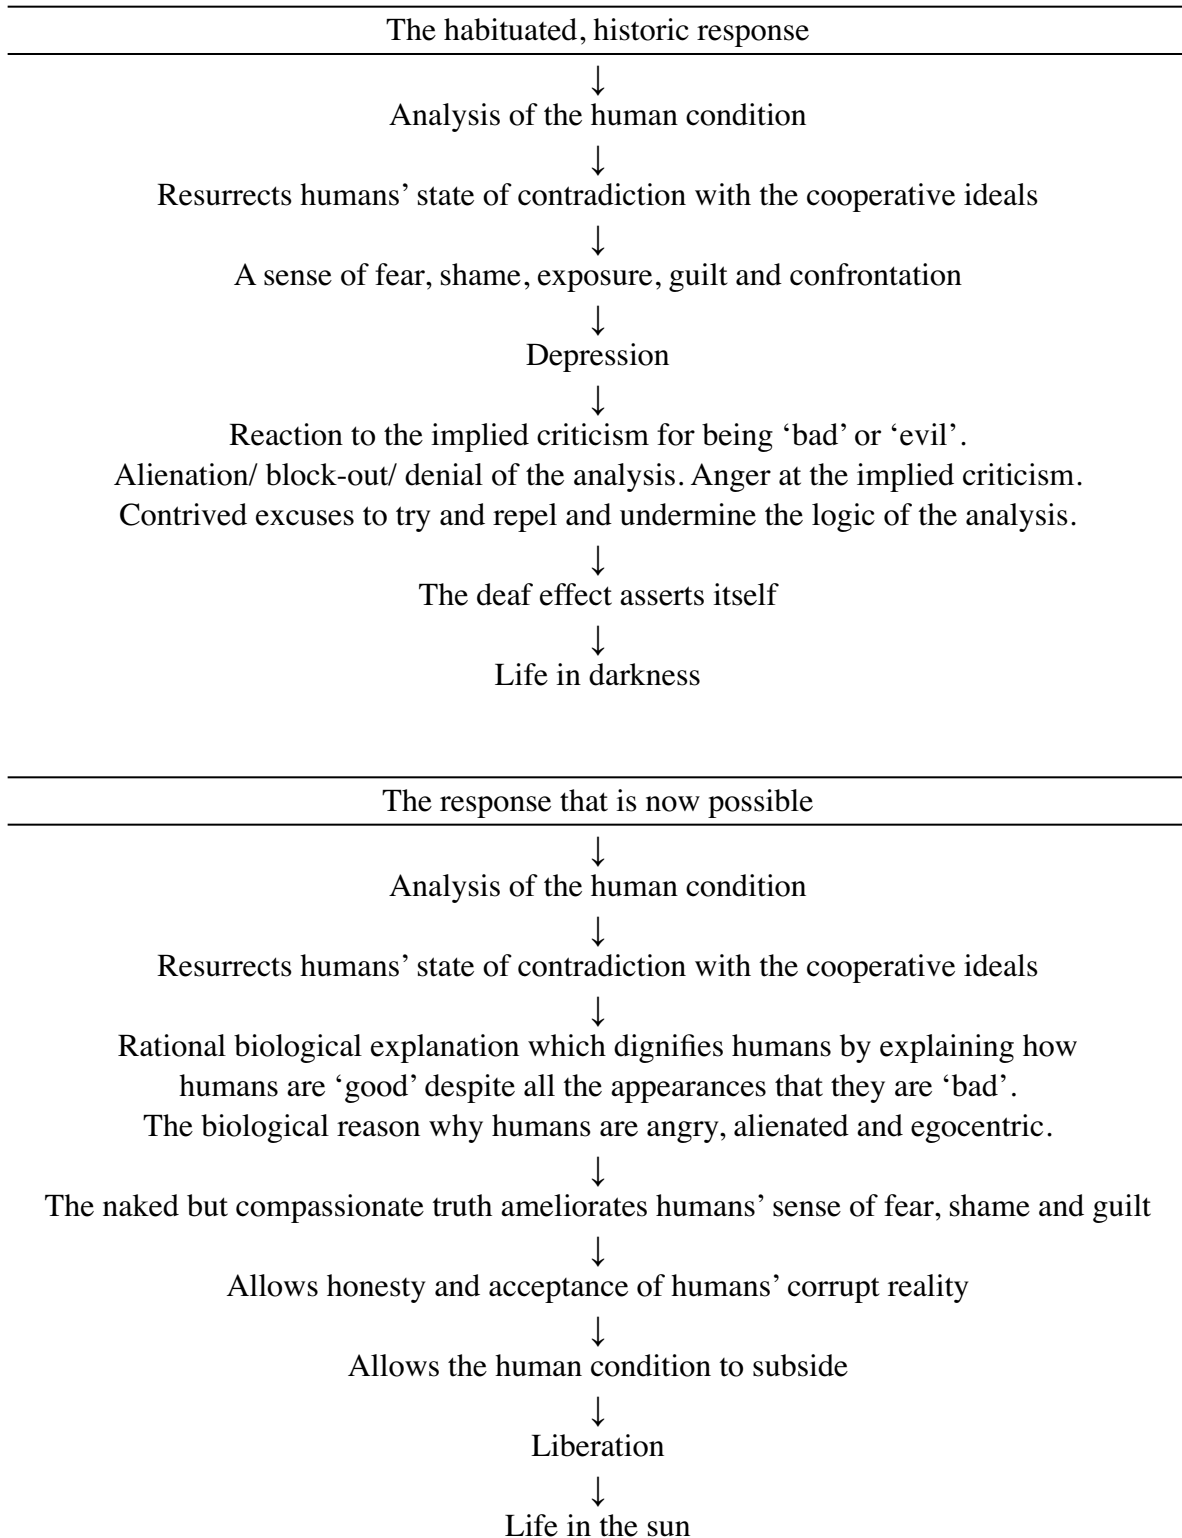 The habituated, historic response
↓
Analysis of the human condition
↓
Resurrects humans’ state of contradiction with the cooperative ideals
↓
A sense of fear, shame, exposure, guilt and confrontation
↓
Depression
↓
Reaction to the implied criticism for being ‘bad’ or ‘evil’.
Alienation/ block-out/ denial of the analysis. Anger at the implied criticism.
Contrived excuses to try and repel and undermine the logic of the analysis.
↓
The deaf effect asserts itself
↓
Life in darkness
The response that is now possible
↓
Analysis of the human condition
↓
Resurrects humans’ state of contradiction with the cooperative ideals
↓
Rational biological explanation which dignifies humans by explaining how
humans are ‘good’ despite all the appearances that they are ‘bad’.
The biological reason why humans are angry, alienated and egocentric.
↓
The naked but compassionate truth ameliorates humans’ sense of fear, shame and guilt
↓
Allows honesty and acceptance of humans’ corrupt reality
↓
Allows the human condition to subside
↓
Liberation
↓
Life in the sun